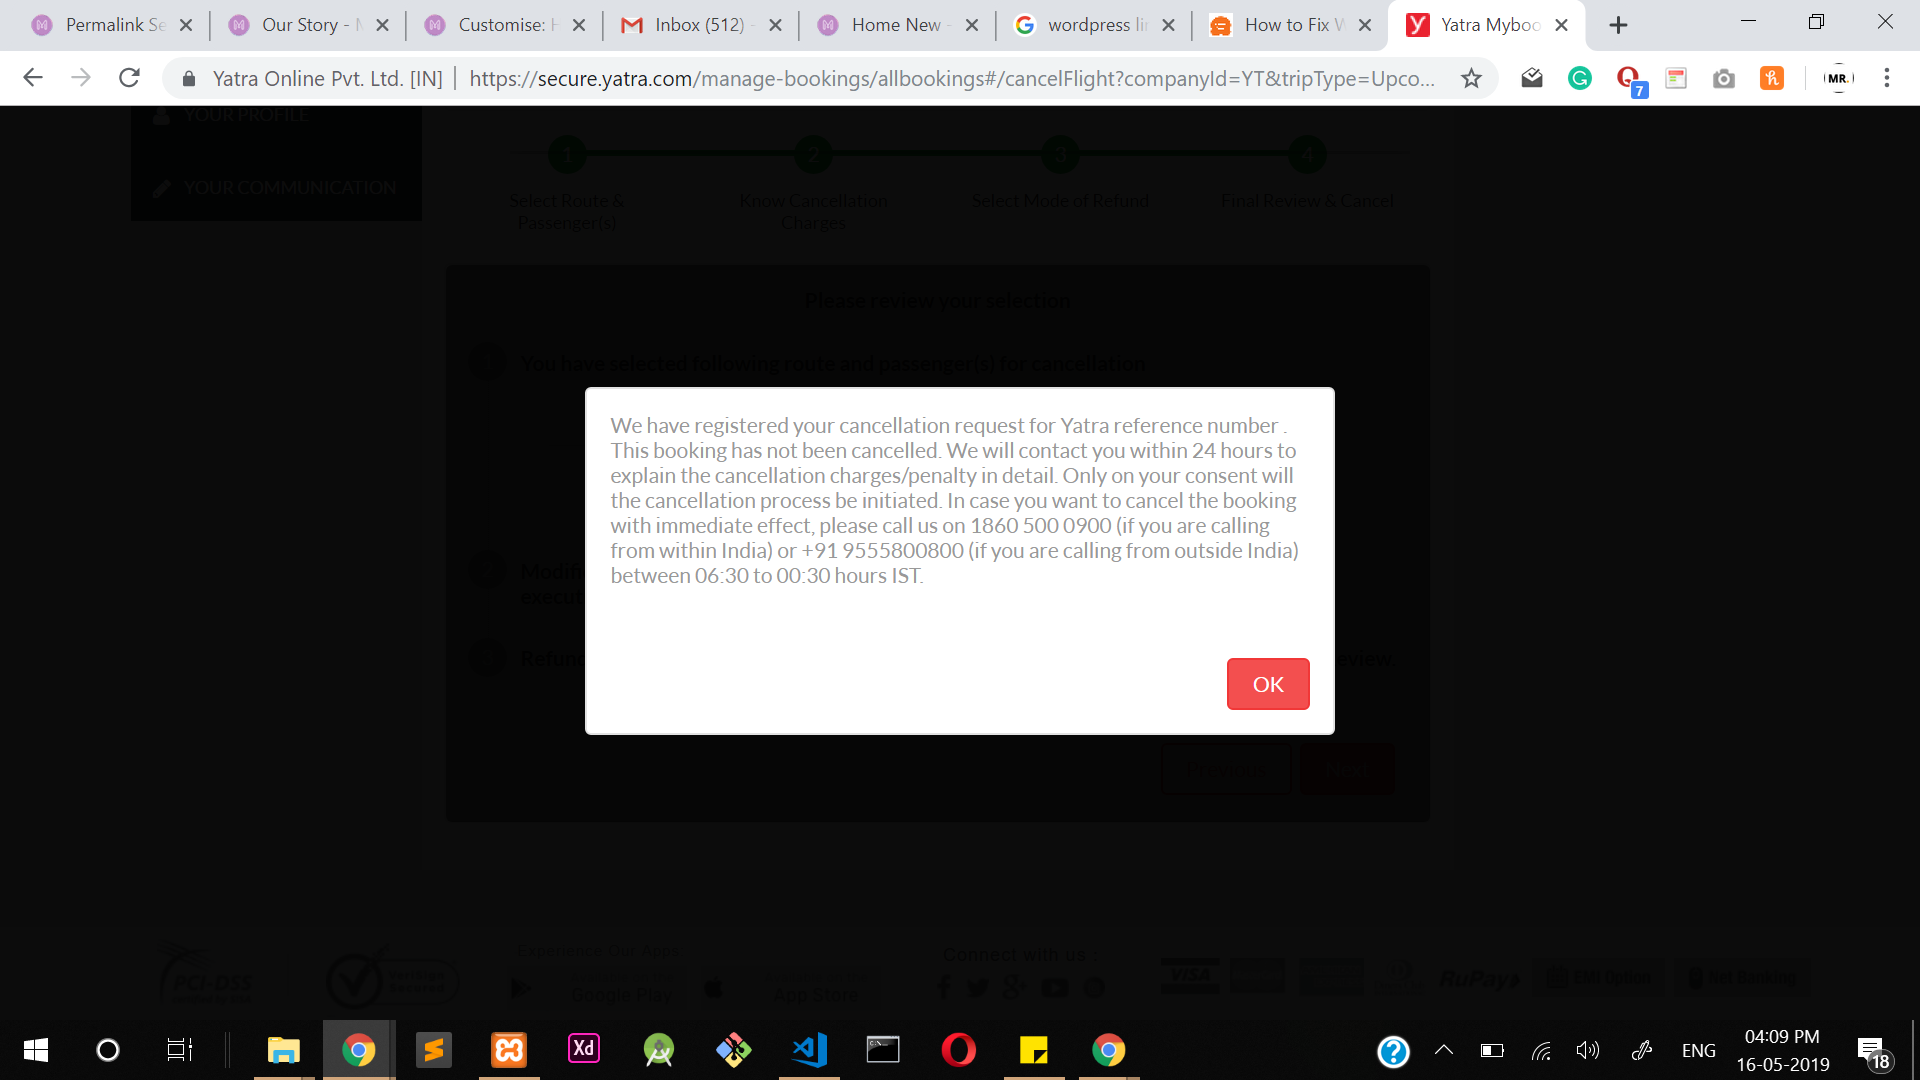 Permalink Se
Our Story - M
Customise: H
Inbox (512) -
Home New -
wordpress li
How to Fix W
Yatra Myboo
Yatra Online Pvt. Ltd. [IN]
https://secure.yatra.com/manage-bookings/allbookings#/cancelFlight?companyId=YT&tripType=Upco...
7
MR.
YOUR PROFILE
YOUR COMMUNICATION
1
2
3
4
Select Route &
Passenger(s)
Know Cancellation
Charges
Select Mode of Refund
Final Review & Cancel
Please review your selection
You have selected following route and passenger(s) for cancellation
We have registered your cancellation request for Yatra reference number .
This booking has not been cancelled. We will contact you within 24 hours to
explain the cancellation charges/penalty in detail. Only on your consent will
the cancellation process be initiated. In case you want to cancel the booking
with immediate effect, please call us on 1860 500 0900 (if you are calling
from within India) or +91 9555800800 (if you are calling from outside India)
between 06:30 to 00:30 hours IST.
Modifi
execut
Refun
eview.
OK
Previous
Next
PCI-DSS
Experience Our Apps
Google Play
App Store
Connect with us :
VISA
RuPay
EMI Option
Net Banking
Xd
ENG
04:09 PM
16-05-2019
18